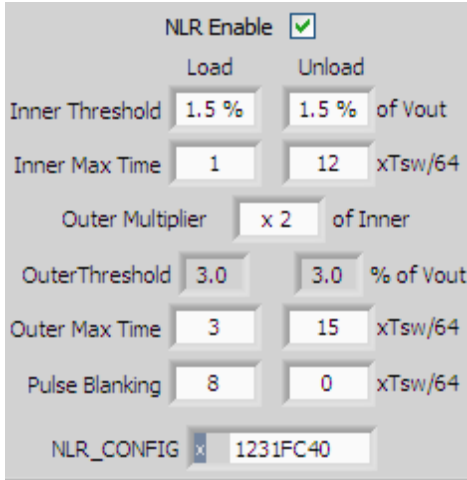 NLR Enable
Load Unload
Inner Threshold 1.5 % 1.5 % of Vout
Inner Max Time 1 12 xTsw/64
Outer Multiplier x 2 of Inner
OuterThreshold 3.0 3.0 % of Vout
Outer Max Time 3 15 xTsw/64
Pulse Blanking 8 0 xTsw/64
NLR_CONFIG x 1231FC40